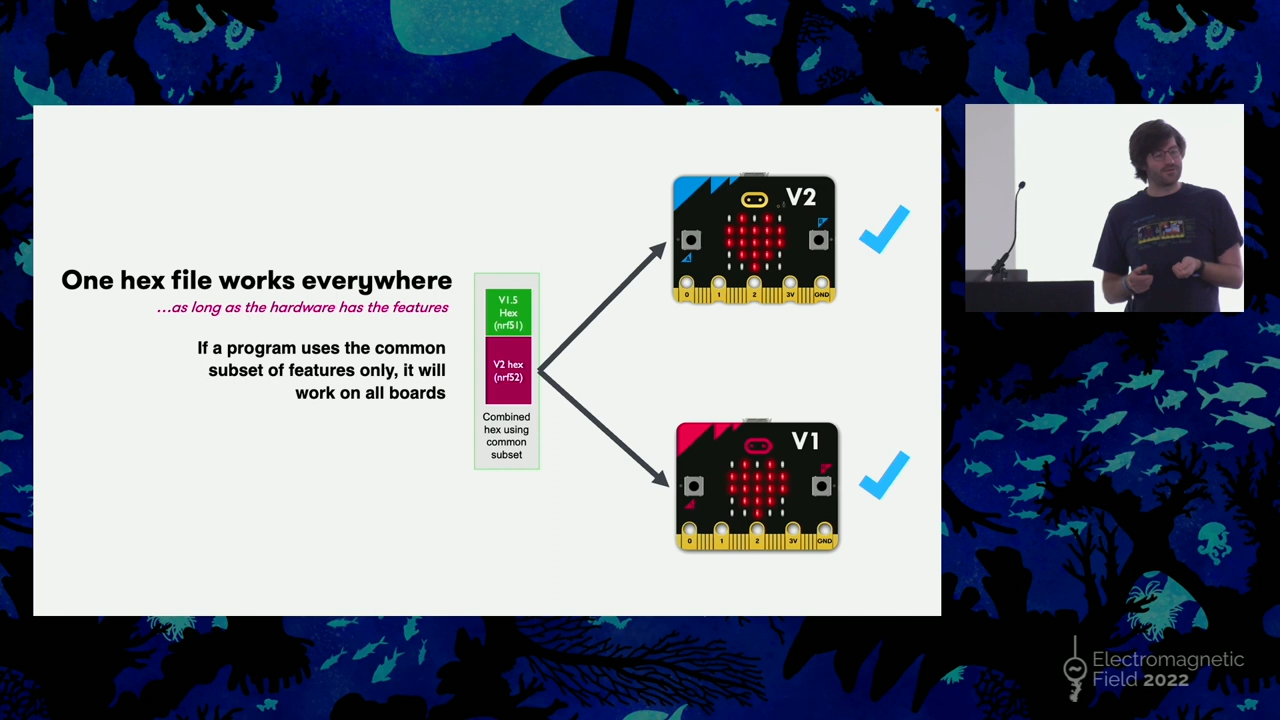 One hex file works everywhere
...as long as the hardware has the features
If a program uses the common
subset of features only, it will
work on all boards
V1.5
Hex
(nrf51)
V2 hex
(nrf52)
Combined
hex using
common
subset
V2
0 1 2 3V GND
V1
0 1 2 3V GND
Electromagnetic
Field 2022